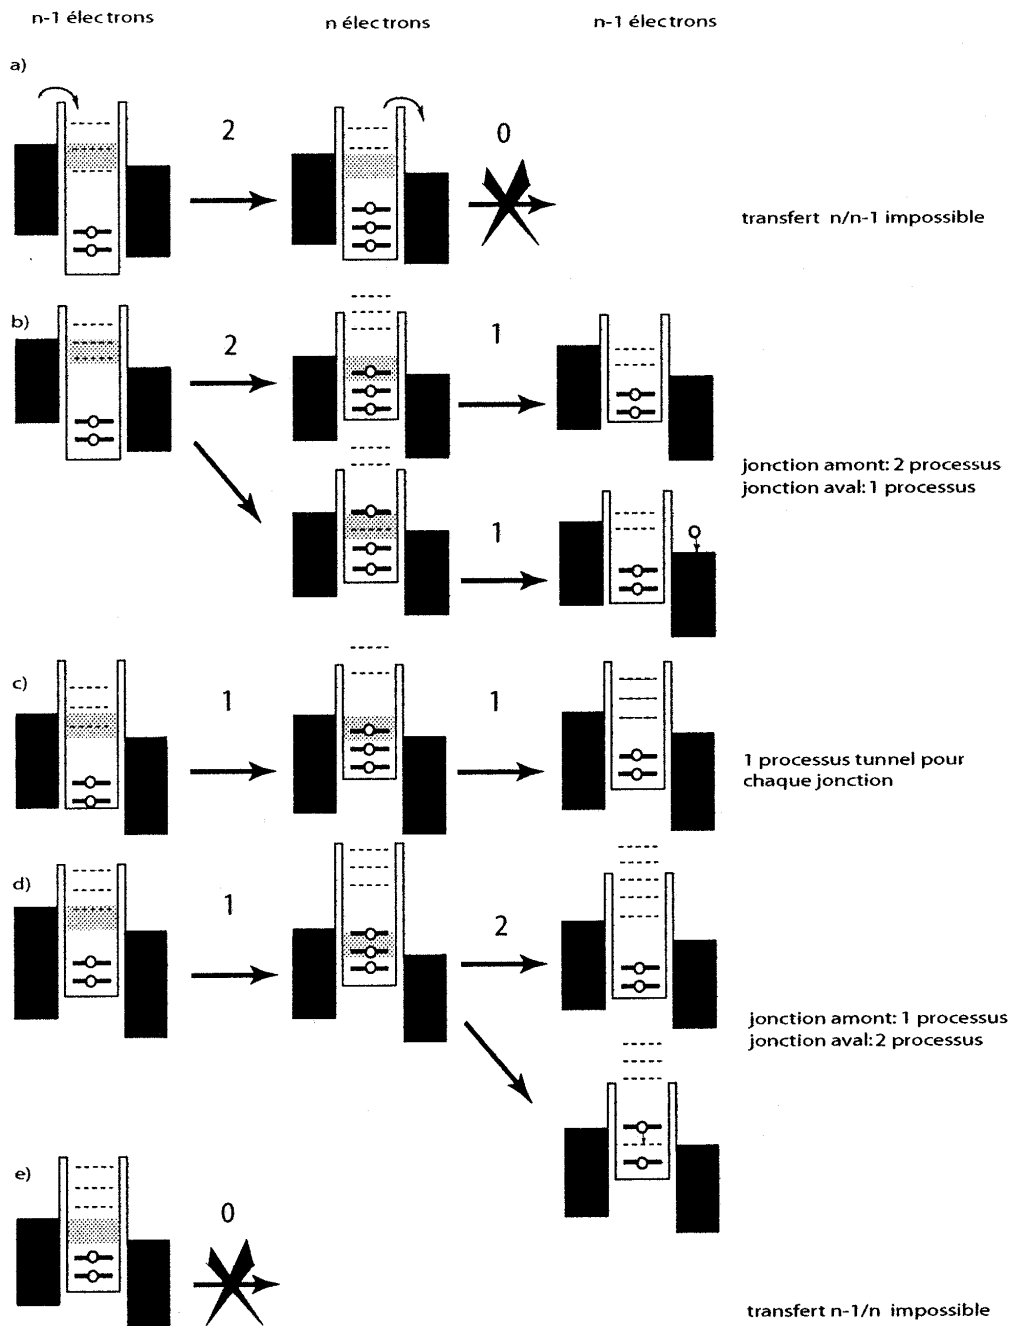 n-1 électrons
n électrons
n-1 électrons
a)
2
0
transfert n/n-1 impossible
b)
2
1
1
jonction amont: 2 processus
jonction aval: 1 processus
c)
1
1
1 processus tunnel pour
chaque jonction
d)
1
2
jonction amont: 1 processus
jonction aval: 2 processus
e)
0
transfert n-1/n impossible